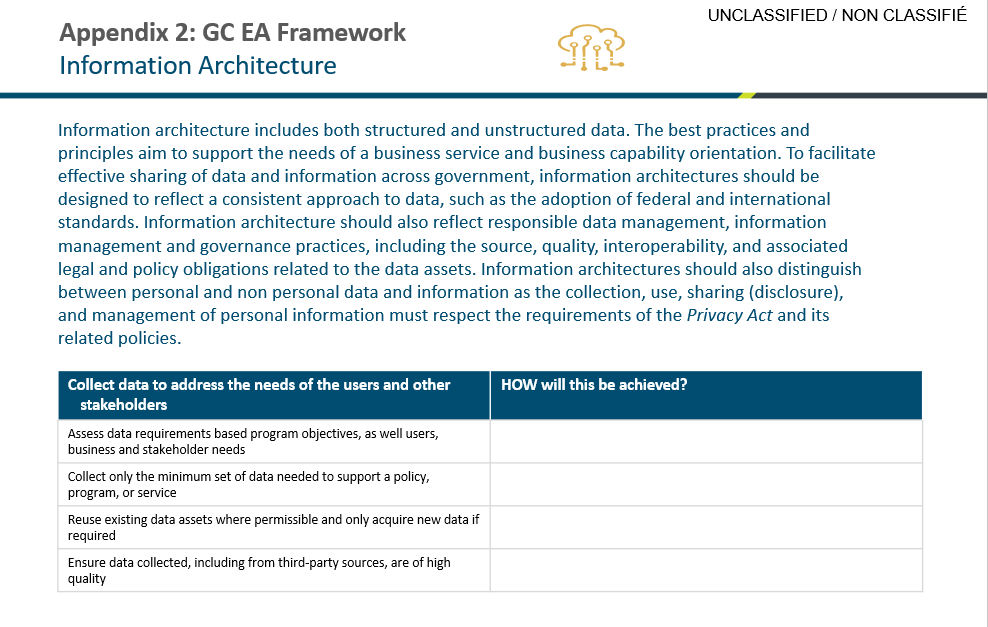 UNCLASSIFIED / NON CLASSIFIÉ
Appendix 2: GC EA Framework
Information Architecture
Information architecture includes both structured and unstructured data. The best practices and
principles aim to support the needs of a business service and business capability orientation. To facilitate
effective sharing of data and information across government, information architectures should be
designed to reflect a consistent approach to data, such as the adoption of federal and international
standards. Information architecture should also reflect responsible data management, information
management and governance practices, including the source, quality, interoperability, and associated
legal and policy obligations related to the data assets. Information architectures should also distinguish
between personal and non personal data and information as the collection, use, sharing (disclosure),
and management of personal information must respect the requirements of the Privacy Act and its
related policies.
Collect data to address the needs of the users and other
stakeholders
HOW will this be achieved?
Assess data requirements based program objectives, as well users,
business and stakeholder needs
Collect only the minimum set of data needed to support a policy,
program, or service
Reuse existing data assets where permissible and only acquire new data if
required
Ensure data collected, including from third-party sources, are of high
quality